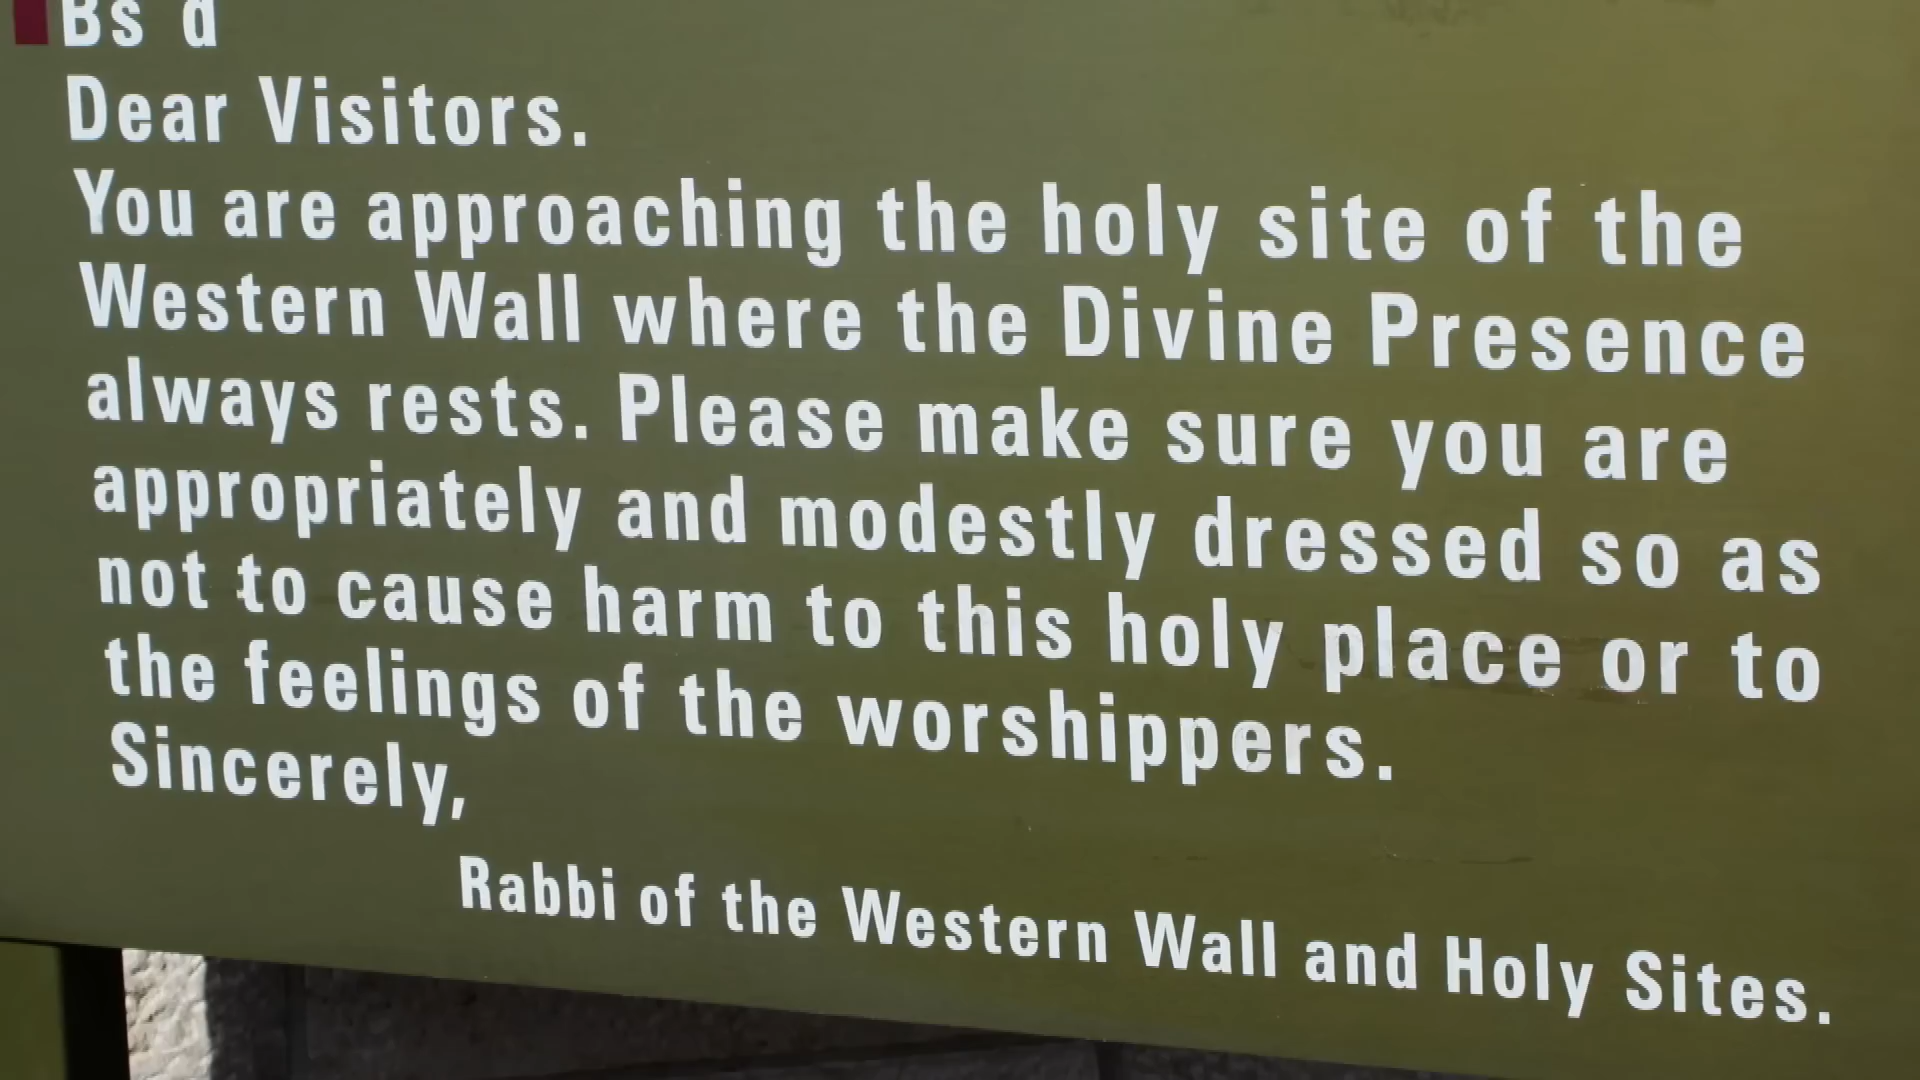 Bs d
Dear Visitors.
You are approaching the holy site of the
Western Wall where the Divine Presence
always rests. Please make sure you are
appropriately and modestly dressed so as
not to cause harm to this holy place or to
the feelings of the worshippers.
Sincerely,
Rabbi of the Western Wall and Holy Sites.